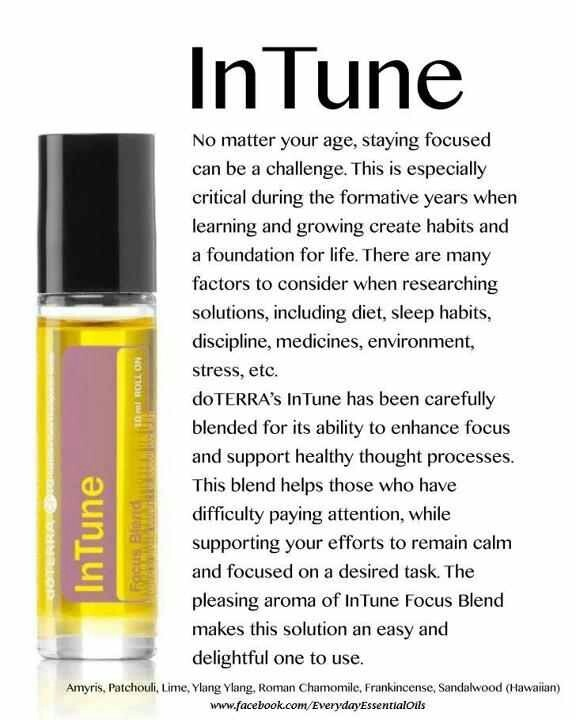 InTune
No matter your age, staying focused
can be a challenge. This is especially
critical during the formative years when
learning and growing create habits and
a foundation for life. There are many
factors to consider when researching
solutions, including diet, sleep habits,
discipline, medicines, environment,
stress, etc.
doTERRA's InTune has been carefully
blended for its ability to enhance focus
and support healthy thought processes.
This blend helps those who have
difficulty paying attention, while
supporting your efforts to remain calm
and focused on a desired task. The
pleasing aroma of InTune Focus Blend
makes this solution an easy and
delightful one to use.
dōTERRA
InTune
Focus Blend
10 ml ROLL ON
Amyris, Patchouli, Lime, Ylang Ylang, Roman Chamomile, Frankincense, Sandalwood (Hawaiian)
www.facebook.com/EverydayEssentialOils